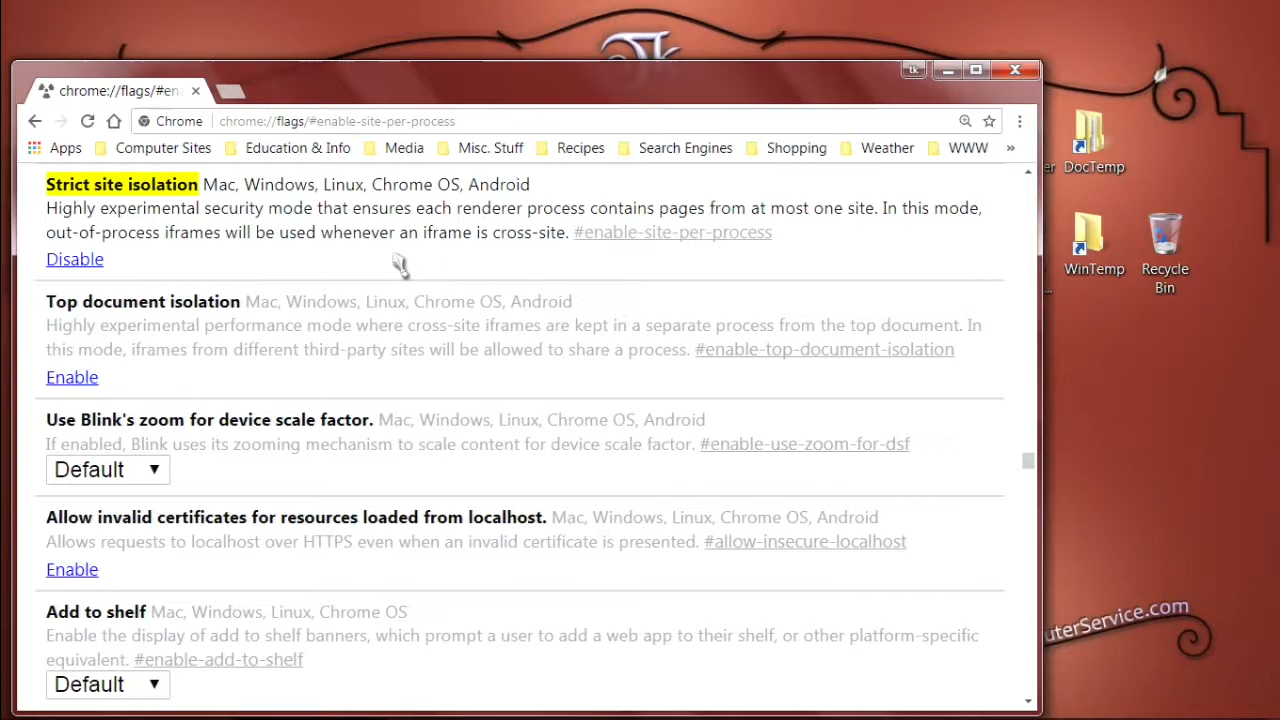 Tk
tk
chrome://flags/#en
Chrome chrome://flags/#enable-site-per-process
Apps Computer Sites Education & Info Media Misc. Stuff Recipes Search Engines Shopping Weather WWW »
Strict site isolation Mac, Windows, Linux, Chrome OS, Android
Highly experimental security mode that ensures each renderer process contains pages from at most one site. In this mode,
out-of-process iframes will be used whenever an iframe is cross-site. #enable-site-per-process
Disable
Top document isolation Mac, Windows, Linux, Chrome OS, Android
Highly experimental performance mode where cross-site iframes are kept in a separate process from the top document. In
this mode, iframes from different third-party sites will be allowed to share a process. #enable-top-document-isolation
Enable
Use Blink's zoom for device scale factor. Mac, Windows, Linux, Chrome OS, Android
If enabled, Blink uses its zooming mechanism to scale content for device scale factor. #enable-use-zoom-for-dsf
Default
Allow invalid certificates for resources loaded from localhost. Mac, Windows, Linux, Chrome OS, Android
Allows requests to localhost over HTTPS even when an invalid certificate is presented. #allow-insecure-localhost
Enable
Add to shelf Mac, Windows, Linux, Chrome OS
Enable the display of add to shelf banners, which prompt a user to add a web app to their shelf, or other platform-specific
equivalent. #enable-add-to-shelf
Default
er DocTemp
WinTemp Recycle
... Bin
uterService.com